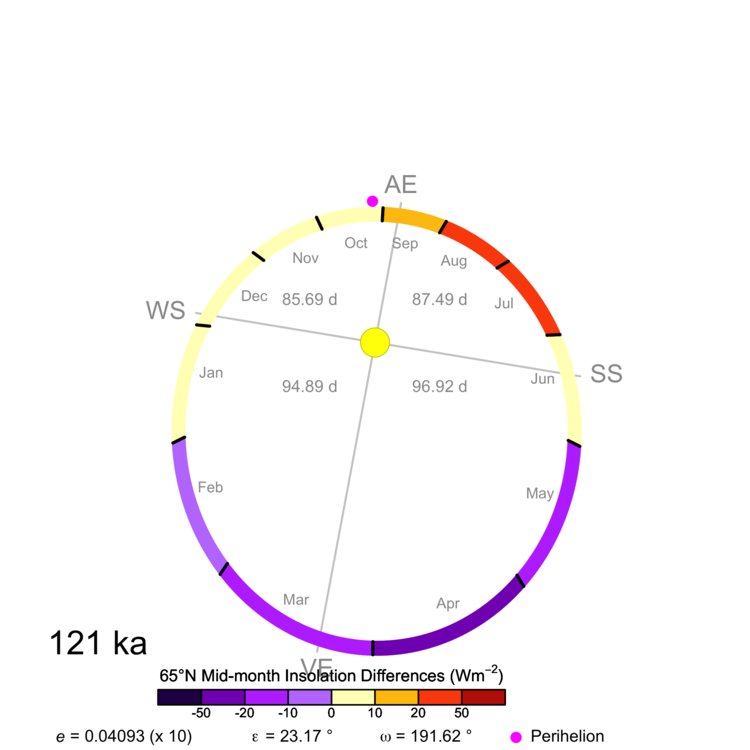 AE
Oct
Sep
Nov
Aug
Dec
85.69 d
87.49 d
Jul
WS
Jan
SS
Jun
94.89 d
96.92 d
Feb
May
Mar
Apr
121 ka
VE
65°N Mid-month Insolation Differences (Wm⁻²)
-50 -20 -10 0 10 20 50
e = 0.04093 (x 10) ε = 23.17 ° ω = 191.62 ° Perihelion